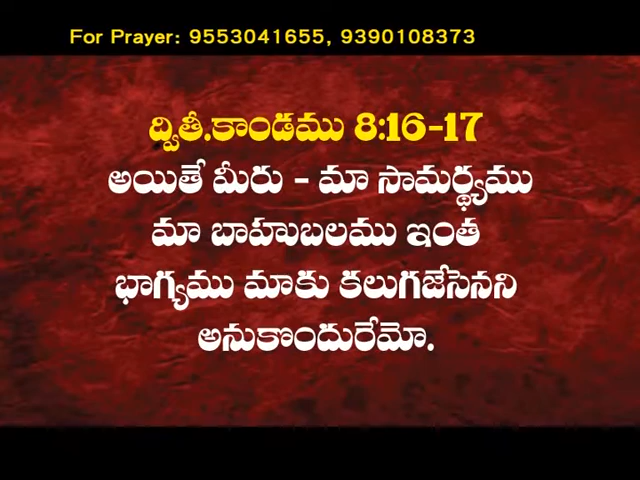 For Prayer: 9553041655, 9390108373
ద్వితీ.కాండము 8:16-17
అయితే మీరు - మా సామర్థ్యము
మా బాహుబలము ఇంత
భాగ్యము మాకు కలుగజేసెనని
అనుకొందురేమో.